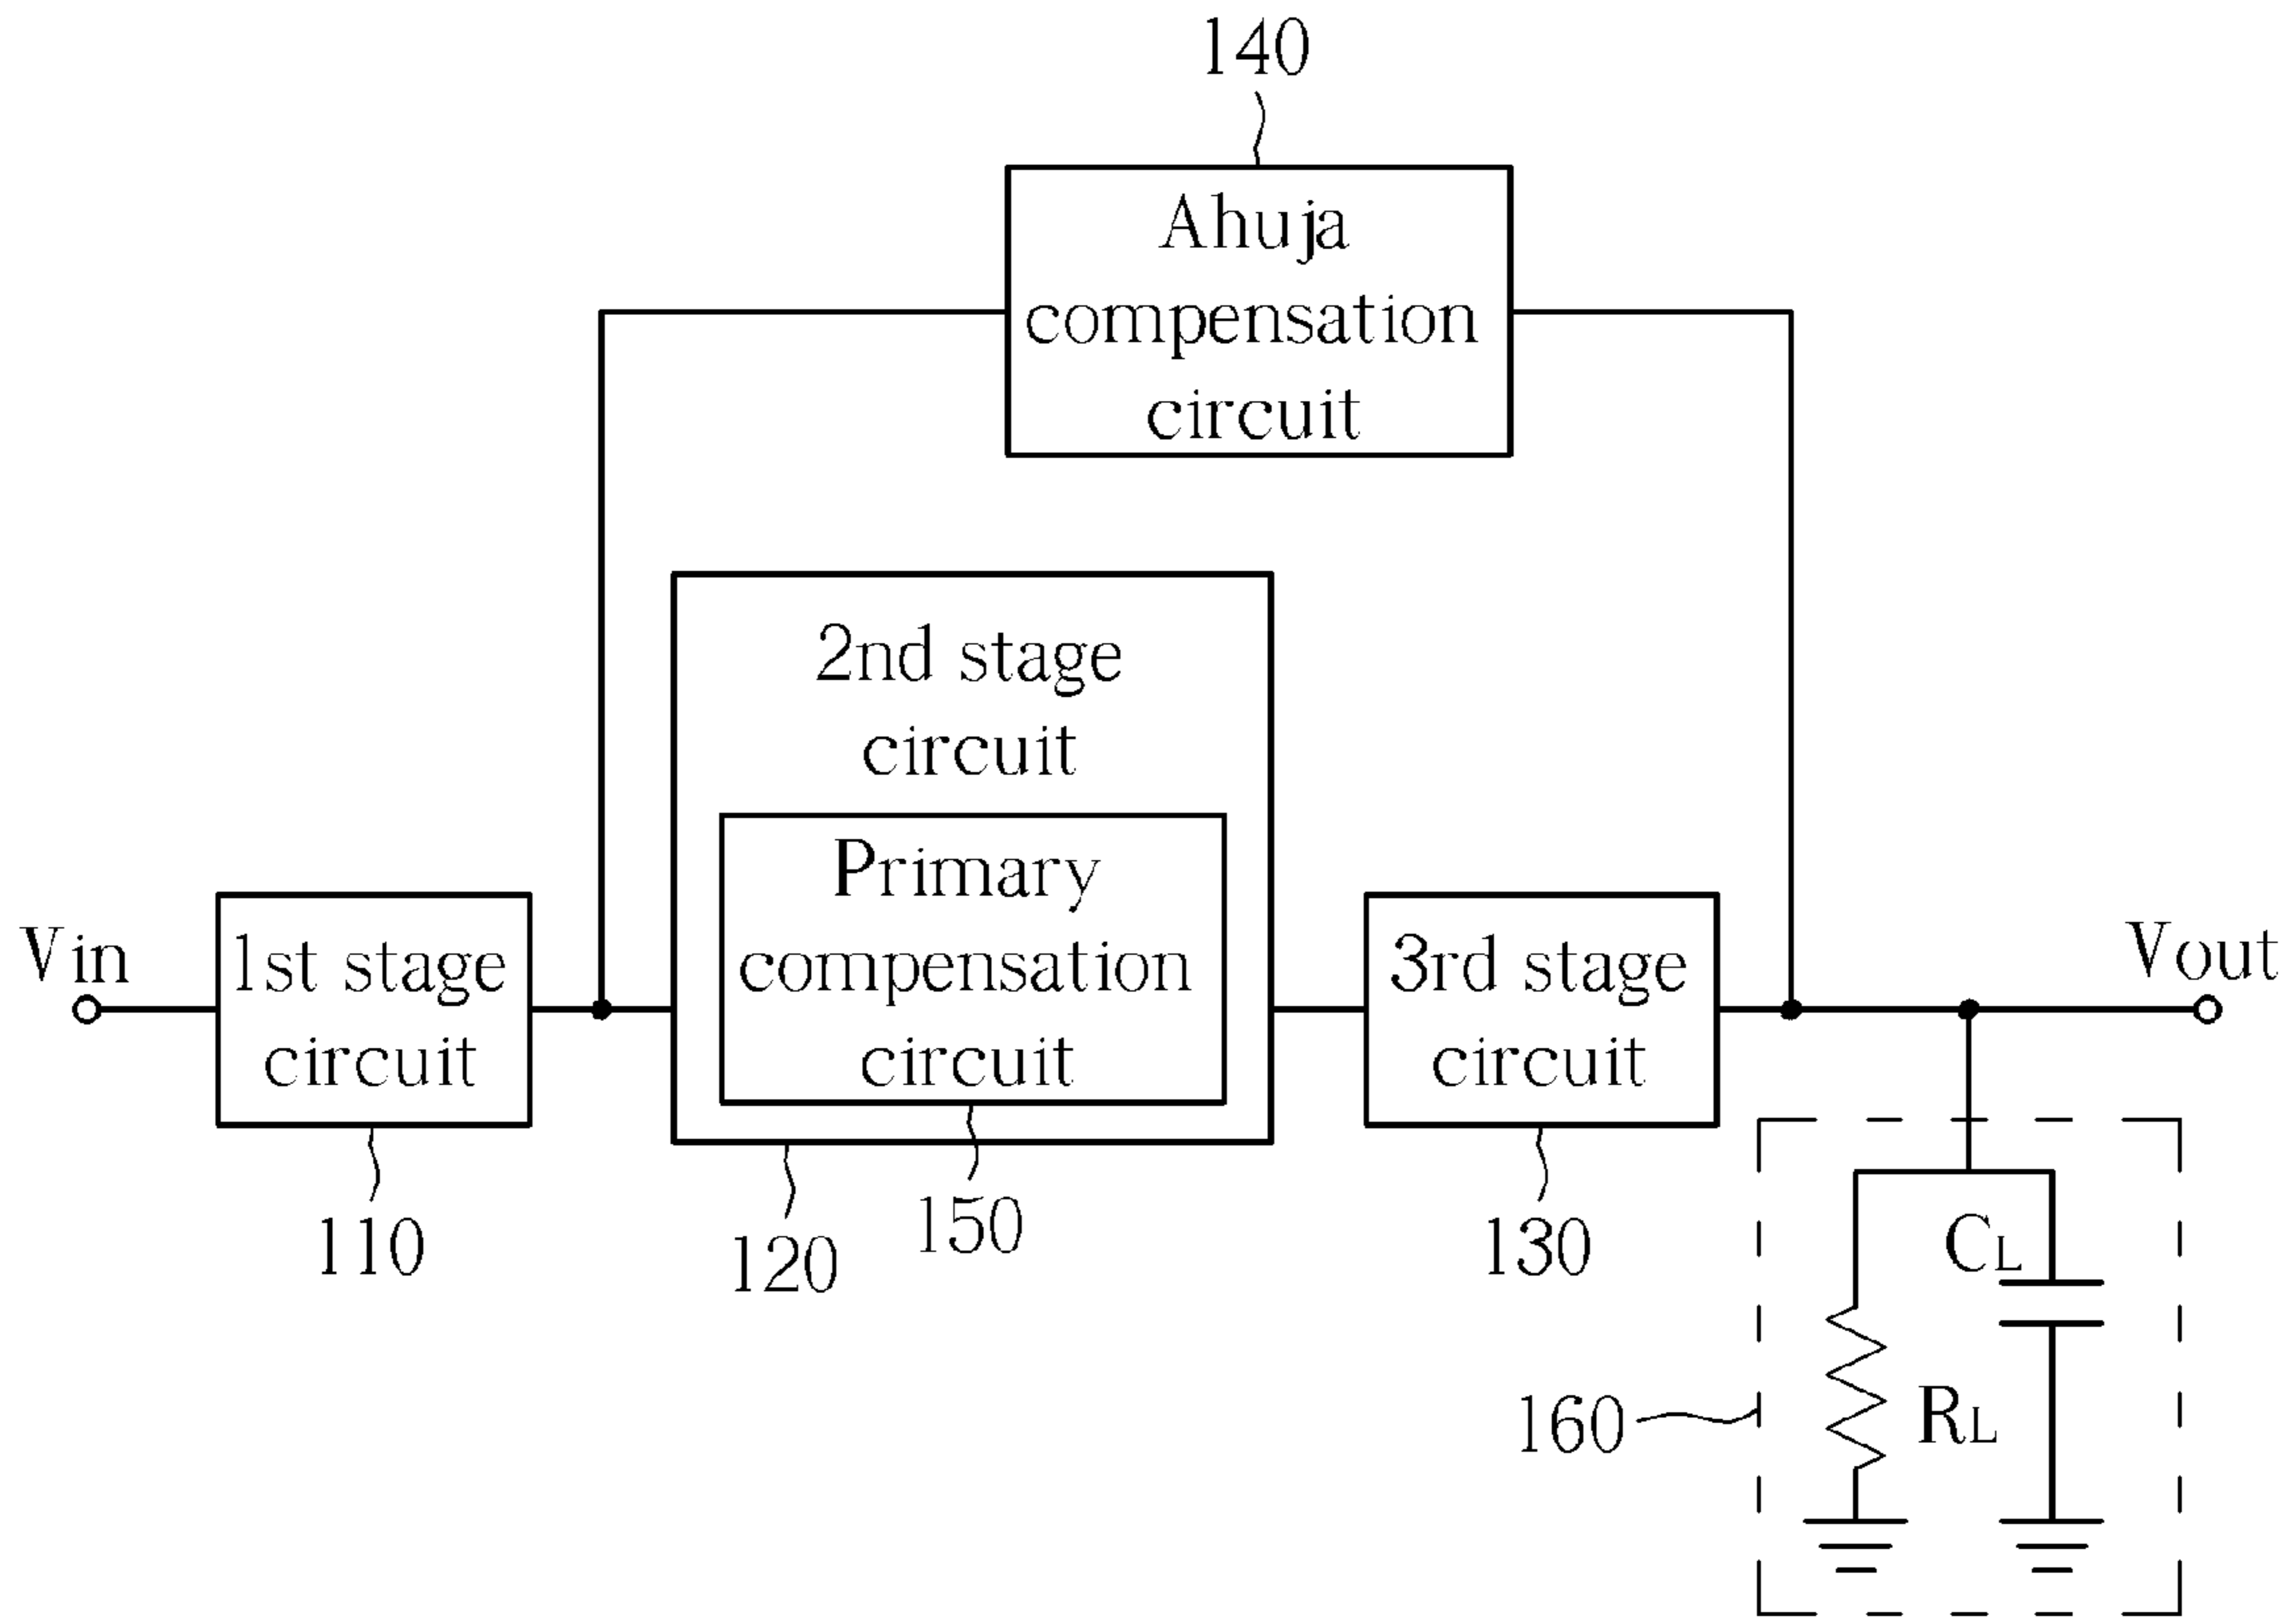 140
Ahuja
compensation
circuit
2nd stage
circuit
Primary
compensation
circuit
Vin
1st stage
circuit
3rd stage
circuit
Vout
110
120
150
130
CL
RL
160